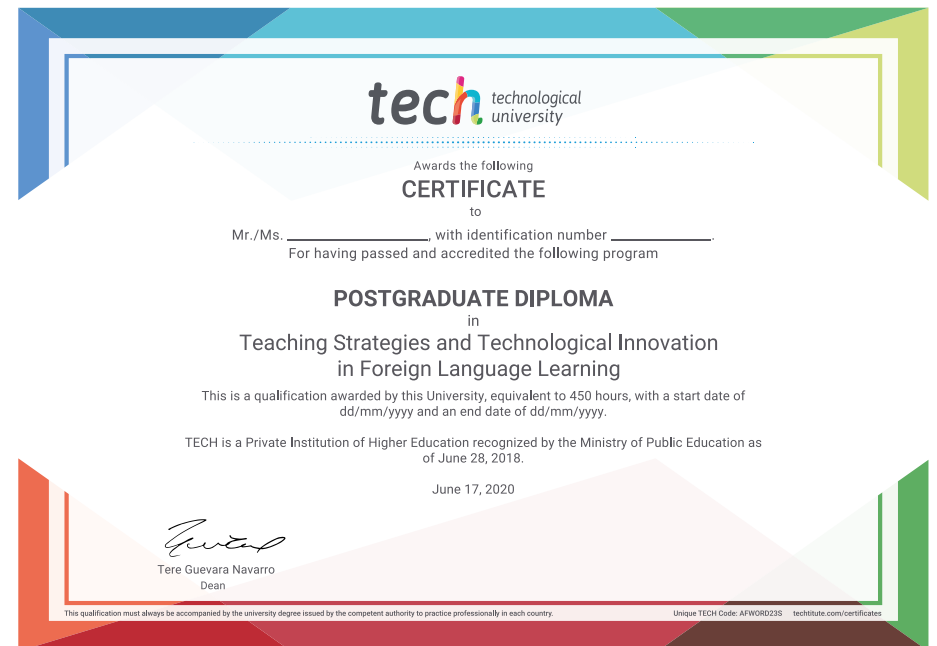 tech technological
university
Awards the following
CERTIFICATE
to
Mr./Ms. ____________________, with identification number ______________.
For having passed and accredited the following program
POSTGRADUATE DIPLOMA
in
Teaching Strategies and Technological Innovation
in Foreign Language Learning
This is a qualification awarded by this University, equivalent to 450 hours, with a start date of
dd/mm/yyyy and an end date of dd/mm/yyyy.
TECH is a Private Institution of Higher Education recognized by the Ministry of Public Education as
of June 28, 2018.
June 17, 2020
Tere Guevara Navarro
Dean
This qualification must always be accompanied by the university degree issued by the competent authority to practice professionally in each country. Unique TECH Code: AFWORD23S techtitute.com/certificates